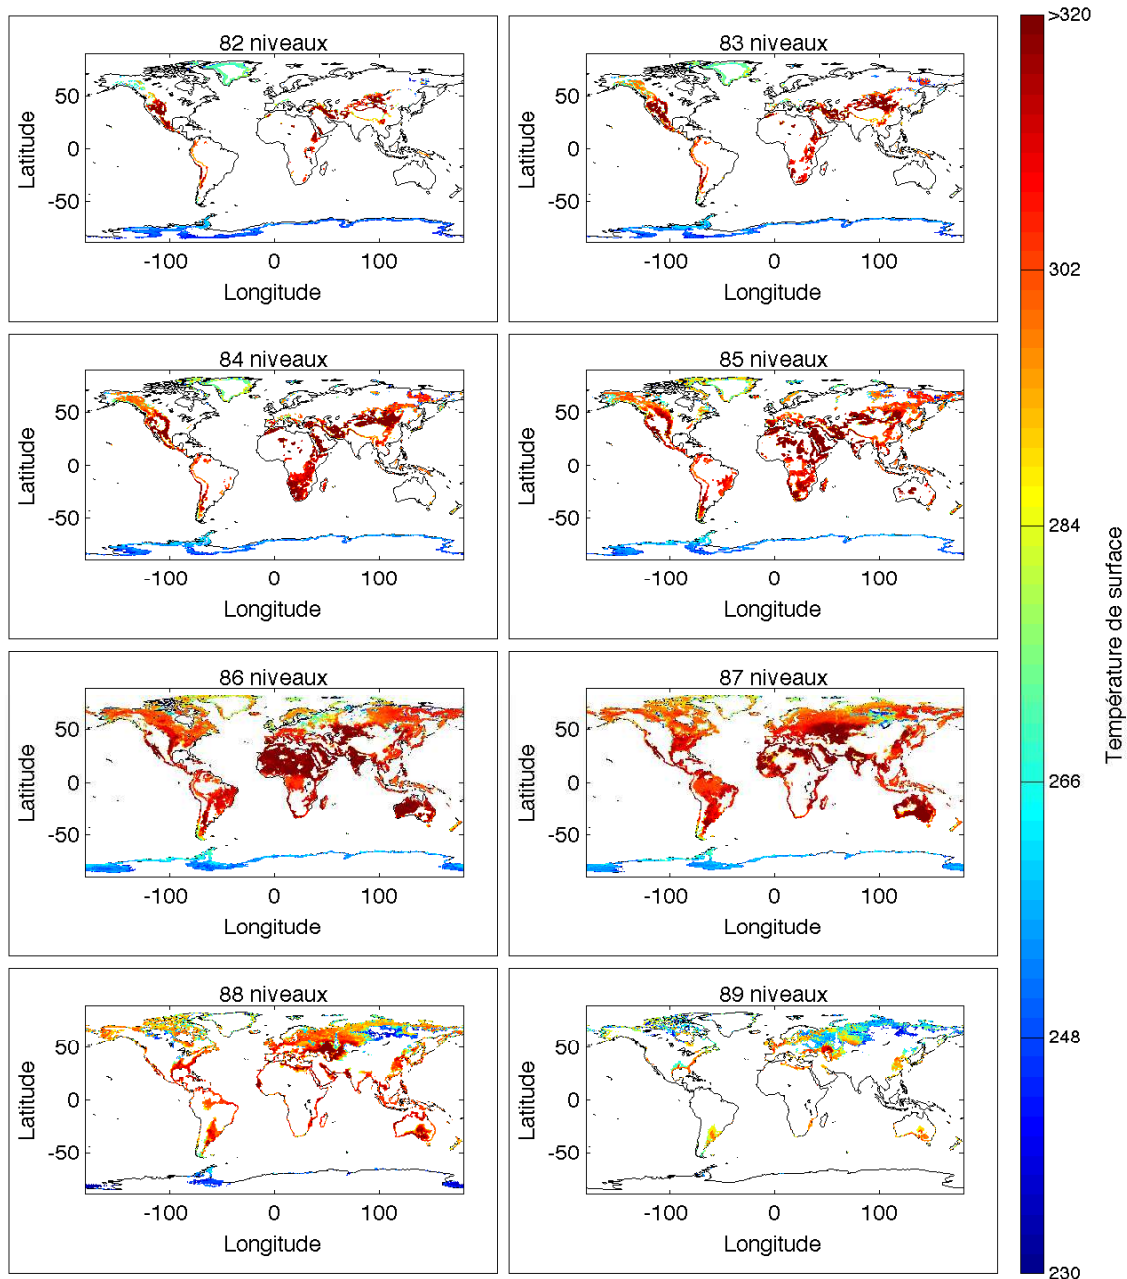 82 niveaux
50
0
-50
Latitude
-100 0 100
Longitude
83 niveaux
50
0
-50
Latitude
-100 0 100
Longitude
84 niveaux
50
0
-50
Latitude
-100 0 100
Longitude
85 niveaux
50
0
-50
Latitude
-100 0 100
Longitude
86 niveaux
50
0
-50
Latitude
-100 0 100
Longitude
87 niveaux
50
0
-50
Latitude
-100 0 100
Longitude
88 niveaux
50
0
-50
Latitude
-100 0 100
Longitude
89 niveaux
50
0
-50
Latitude
-100 0 100
Longitude
>320
302
284
266
248
230
Température de surface